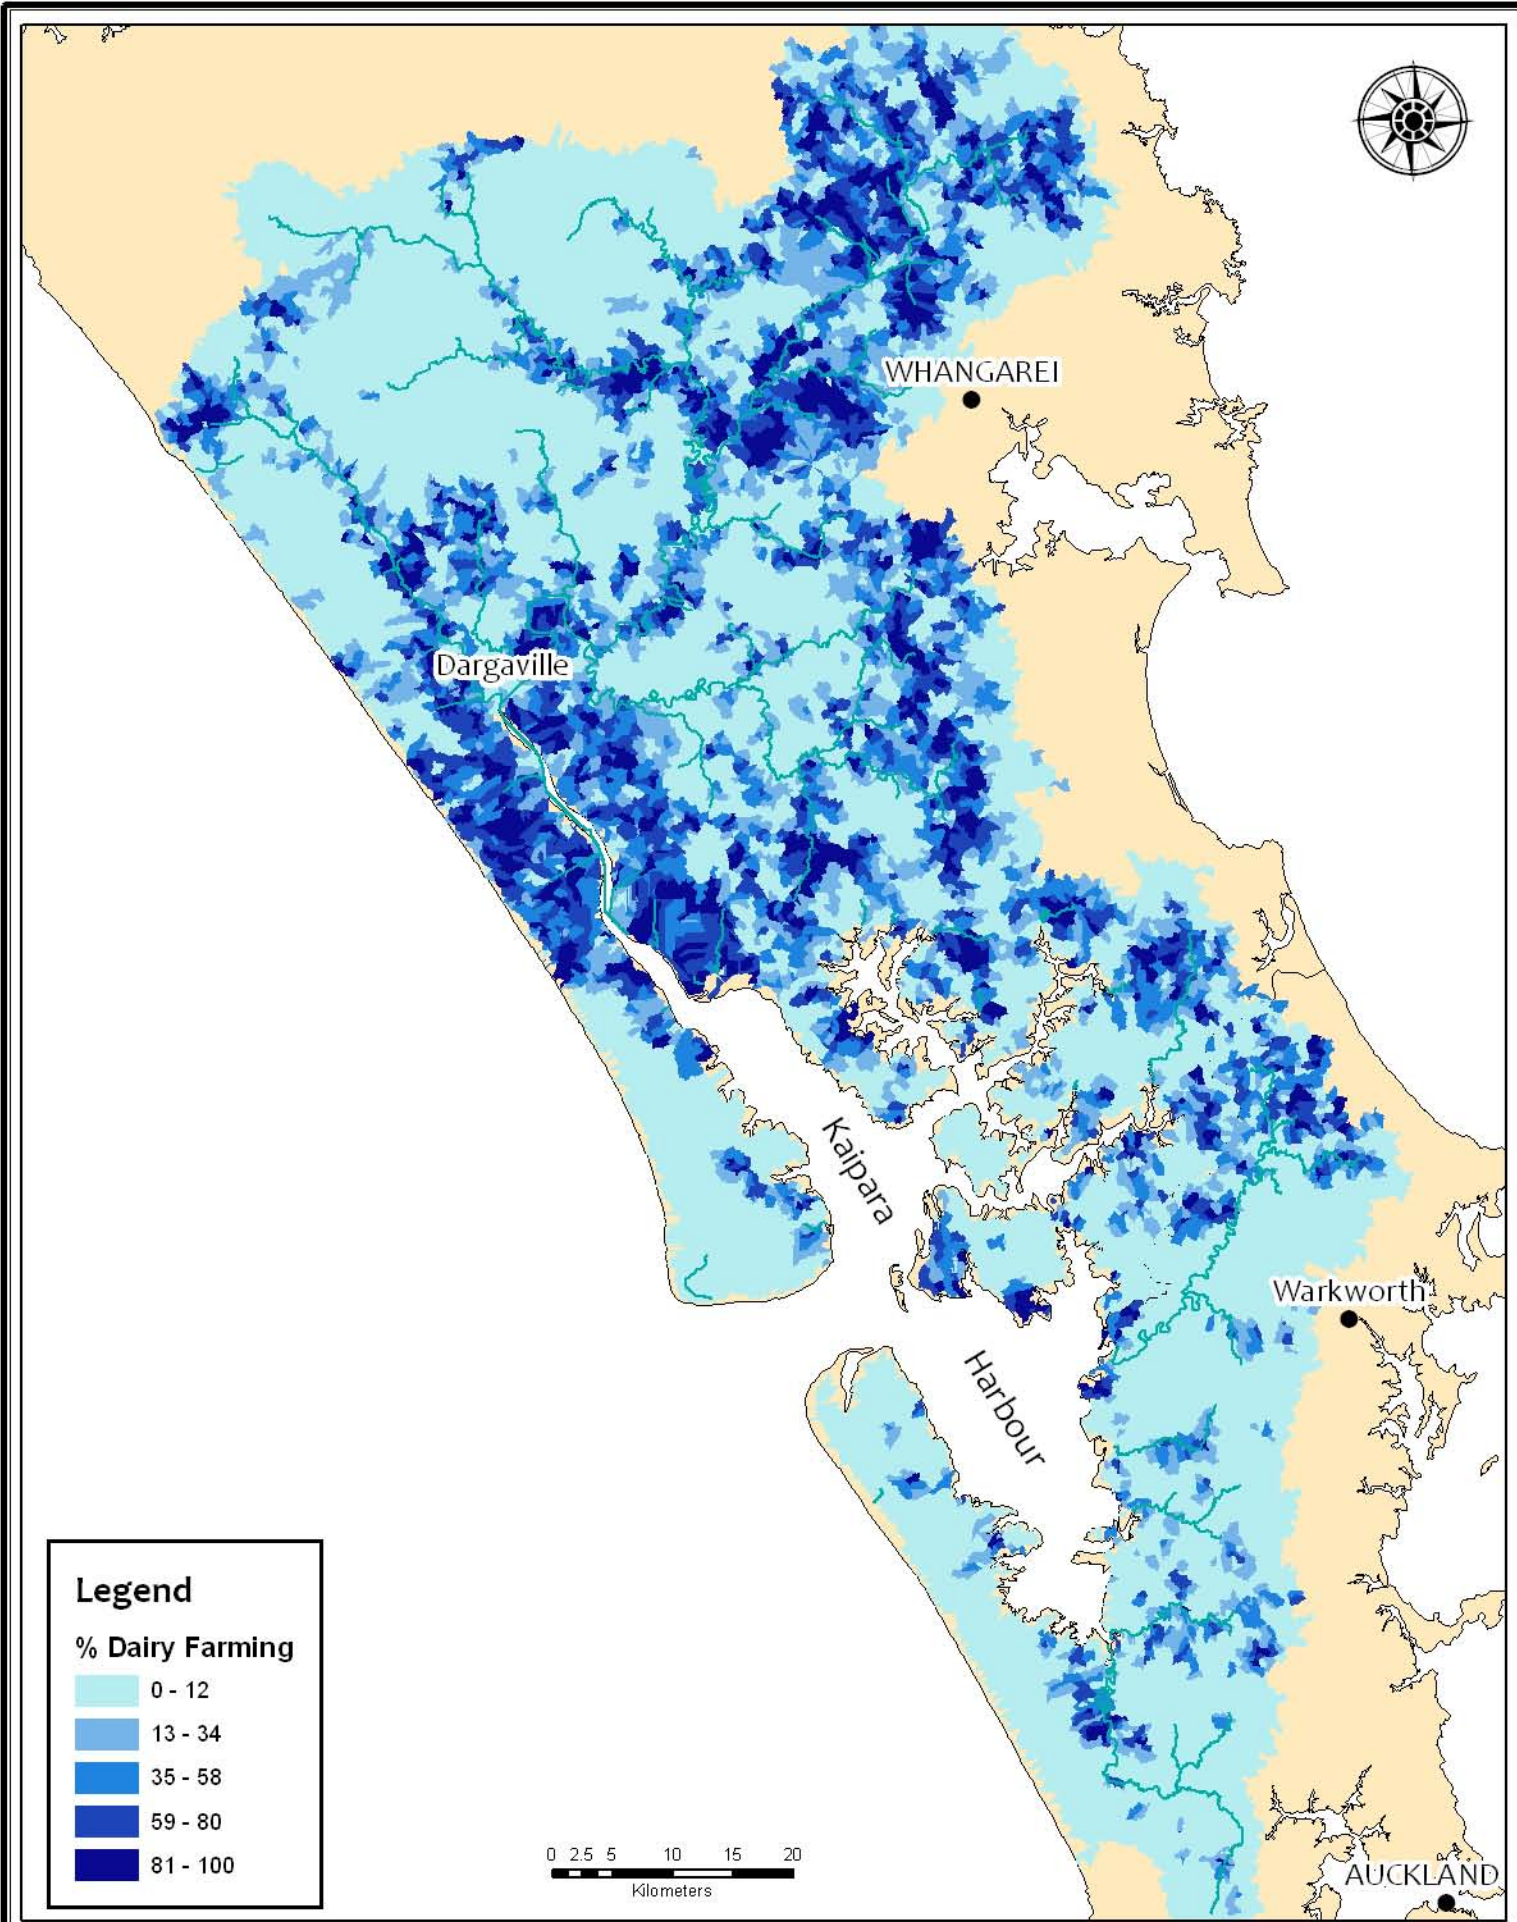 WHANGAREI
Dargaville
Kaipara
Harbour
Warkworth
AUCKLAND
Legend
% Dairy Farming
0 - 12
13 - 34
35 - 58
59 - 80
81 - 100
0 2.5 5 10 15 20
Kilometers